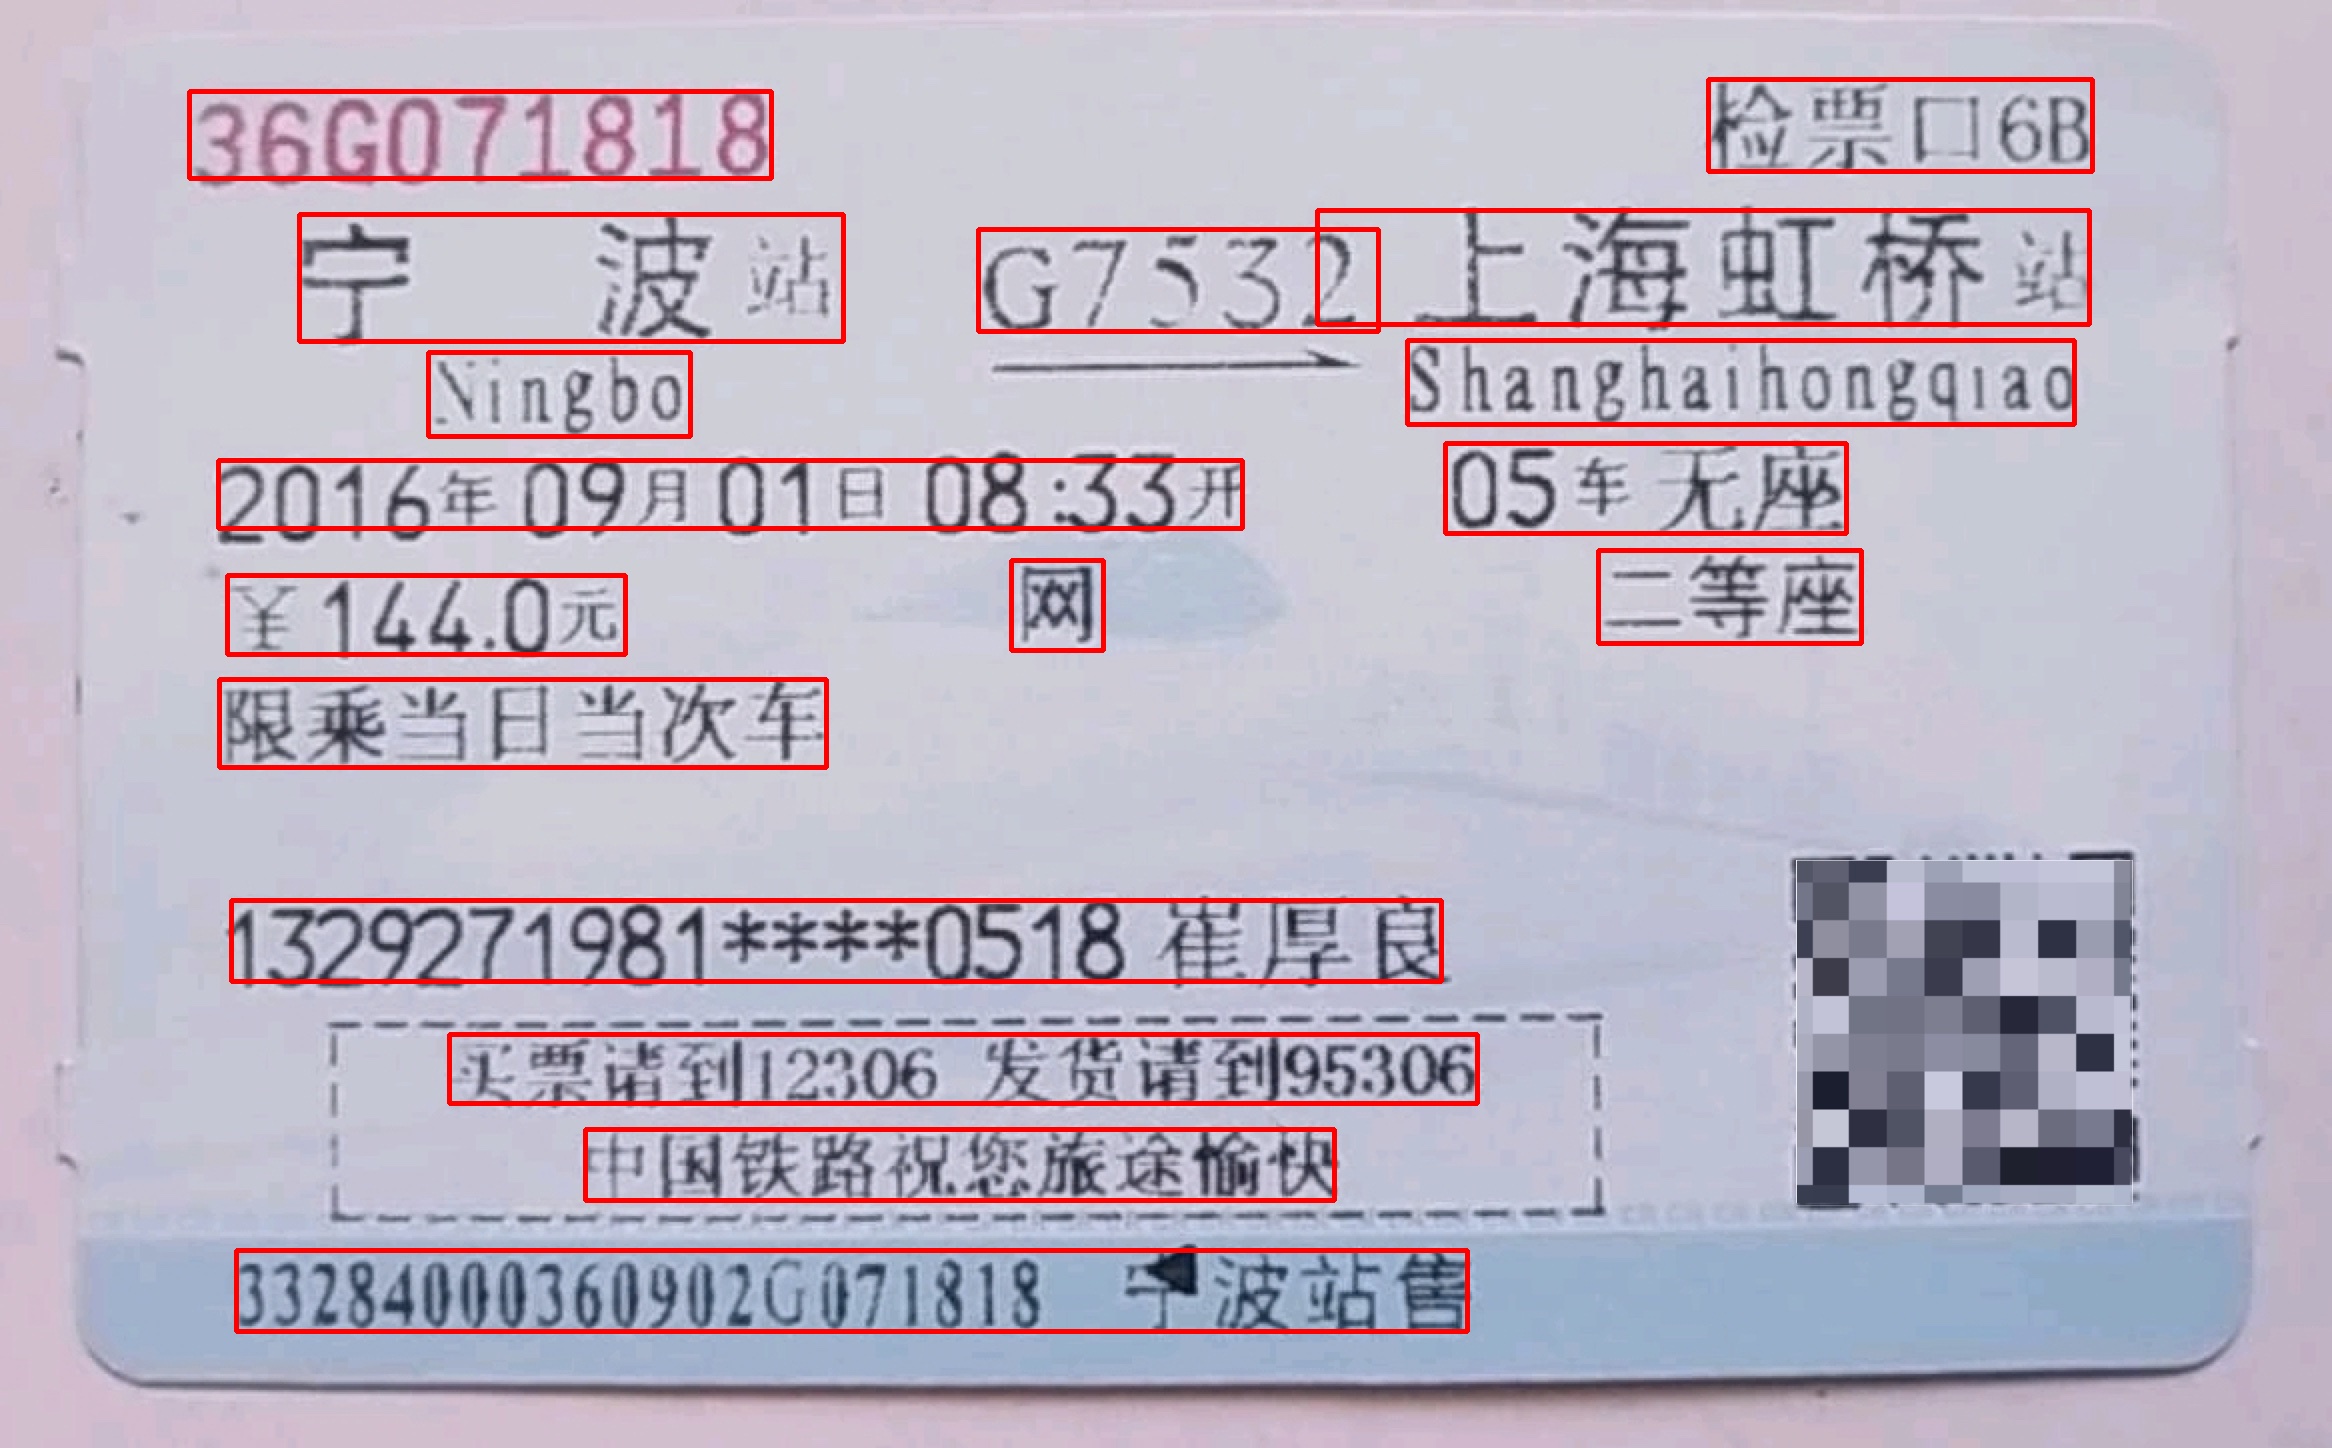 36G071818 检票口6B
宁波站 G7532 上海虹桥站
Ningbo Shanghaihongqiao
2016年09月01日 08:33开 05车 无座
¥144.0元 网 二等座
限乘当日当次车
1329271981****0518 崔厚良
买票请到12306 发货请到95306
中国铁路祝您旅途愉快
33284000360902G071818 宁波站售